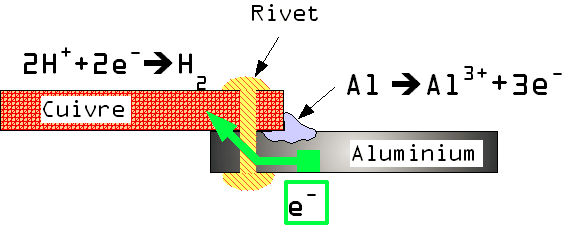 Rivet
2H⁺+2e⁻➔H₂
Al ➔Al³⁺+3e⁻
Cuivre
Aluminium
e⁻